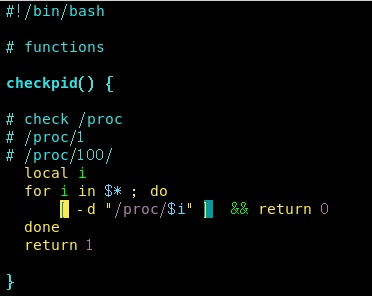 #!/bin/bash
# functions
checkpid() {
# check /proc
# /proc/1
# /proc/100/
local i
for i in $* ; do
[ -d "/proc/$i" ] && return 0
done
return 1
}